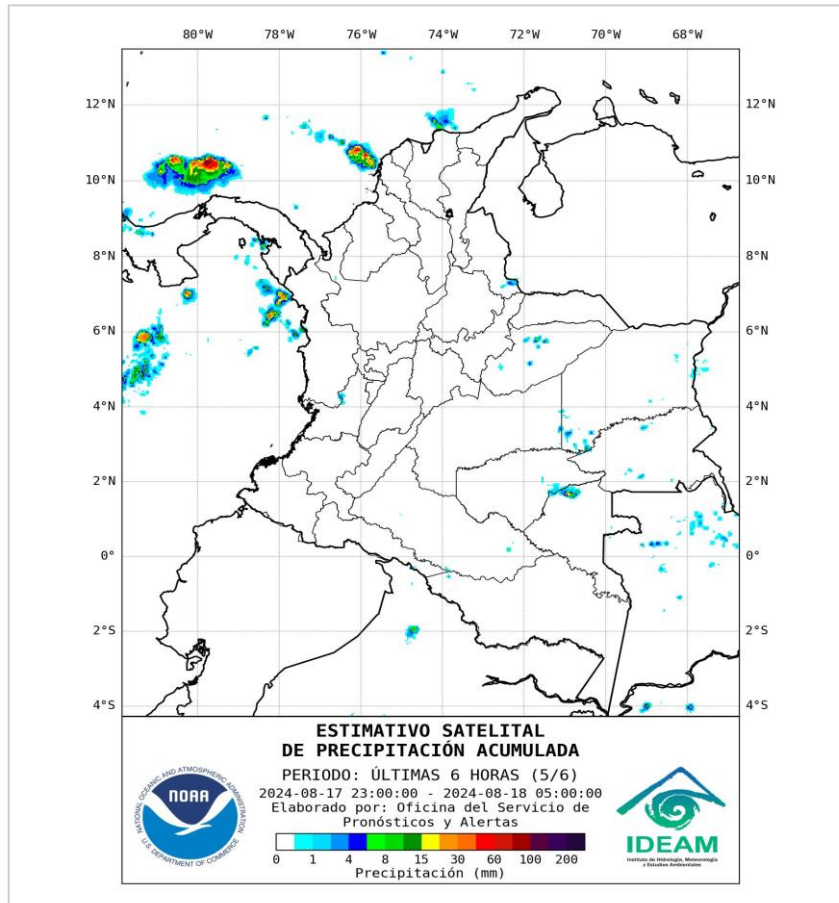 80°W 78°W 76°W 74°W 72°W 70°W 68°W
12°N 12°N
10°N 10°N
8°N 8°N
6°N 6°N
4°N 4°N
2°N 2°N
0° 0°
2°S 2°S
4°S 4°S
ESTIMATIVO SATELITAL
DE PRECIPITACIÓN ACUMULADA
PERIODO: ÚLTIMAS 6 HORAS (5/6)
2024-08-17 23:00:00 - 2024-08-18 05:00:00
Elaborado por: Oficina del Servicio de
Pronósticos y Alertas
0 1 4 8 15 30 60 100 200
Precipitación (mm)
NATIONAL OCEANIC AND ATMOSPHERIC ADMINISTRATION
NOAA
U.S. DEPARTMENT OF COMMERCE
IDEAM
Instituto de Hidrología, Meteorología
y Estudios Ambientales